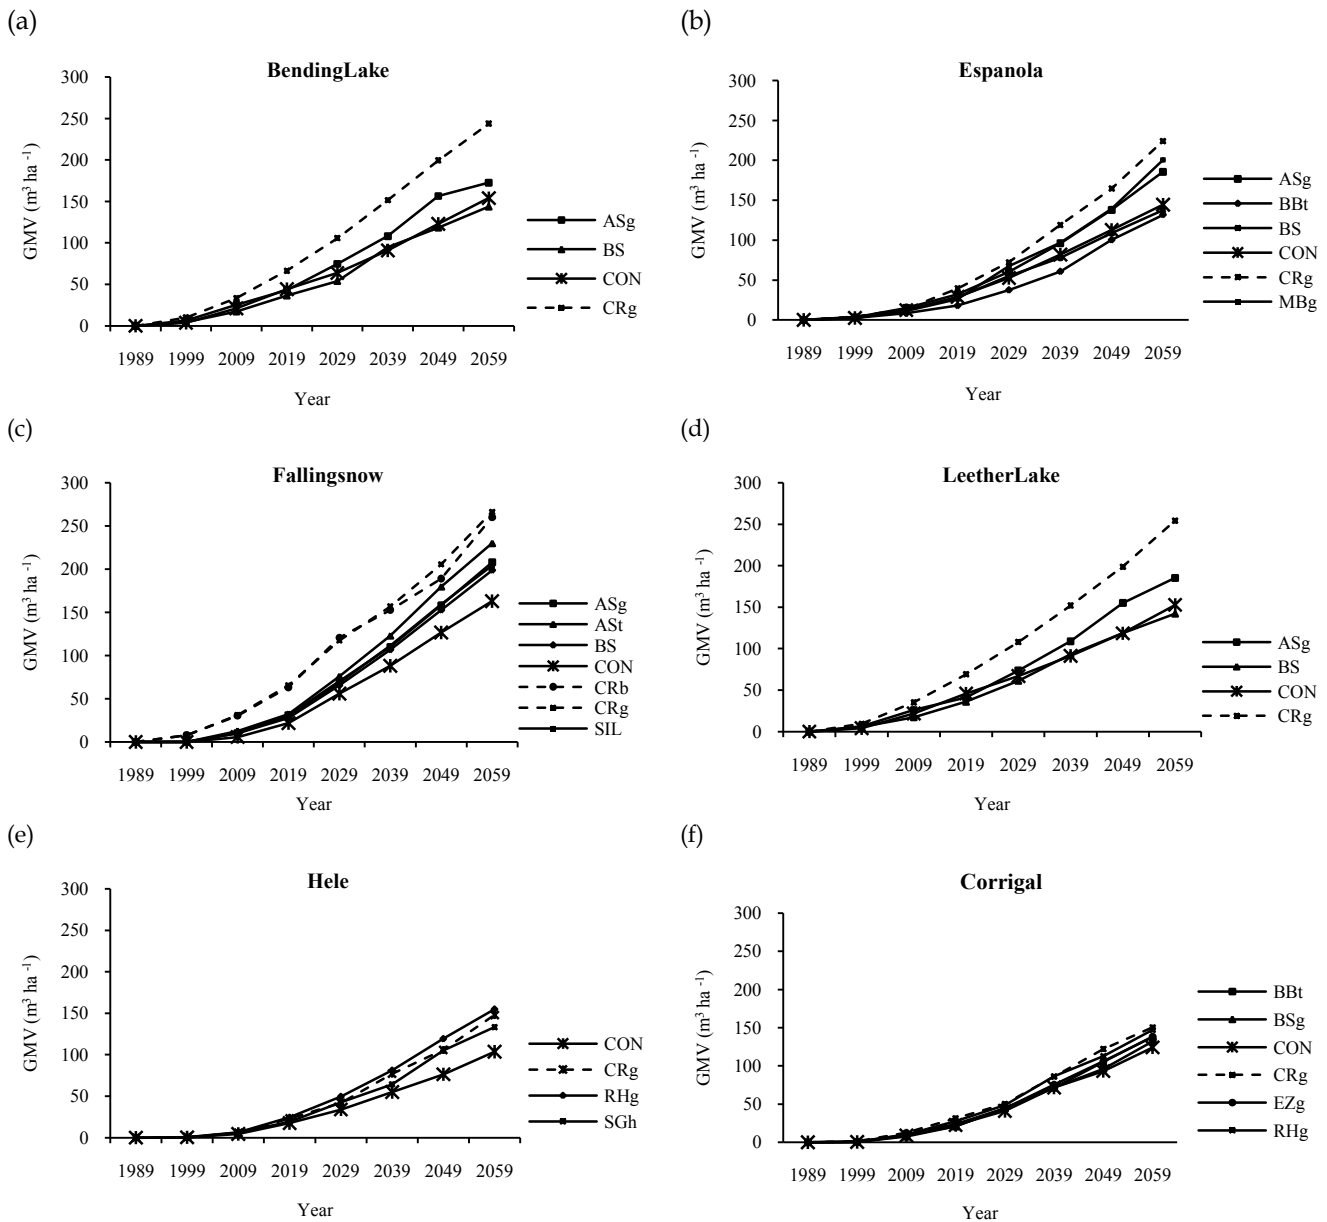 (a)
BendingLake
300
250
200
150
100
50
0
GMV (m³ ha ⁻¹)
1989 1999 2009 2019 2029 2039 2049 2059
Year
ASg
BS
CON
CRg
(b)
Espanola
300
250
200
150
100
50
0
GMV (m³ ha ⁻¹)
1989 1999 2009 2019 2029 2039 2049 2059
Year
ASg
BBt
BS
CON
CRg
MBg
(c)
Fallingsnow
300
250
200
150
100
50
0
GMV (m³ ha ⁻¹)
1989 1999 2009 2019 2029 2039 2049 2059
Year
ASg
ASt
BS
CON
CRb
CRg
SIL
(d)
LeetherLake
300
250
200
150
100
50
0
GMV (m³ ha ⁻¹)
1989 1999 2009 2019 2029 2039 2049 2059
Year
ASg
BS
CON
CRg
(e)
Hele
300
250
200
150
100
50
0
GMV (m³ ha ⁻¹)
1989 1999 2009 2019 2029 2039 2049 2059
Year
CON
CRg
RHg
SGh
(f)
Corrigal
300
250
200
150
100
50
0
GMV (m³ ha ⁻¹)
1989 1999 2009 2019 2029 2039 2049 2059
Year
BBt
BSg
CON
CRg
EZg
RHg